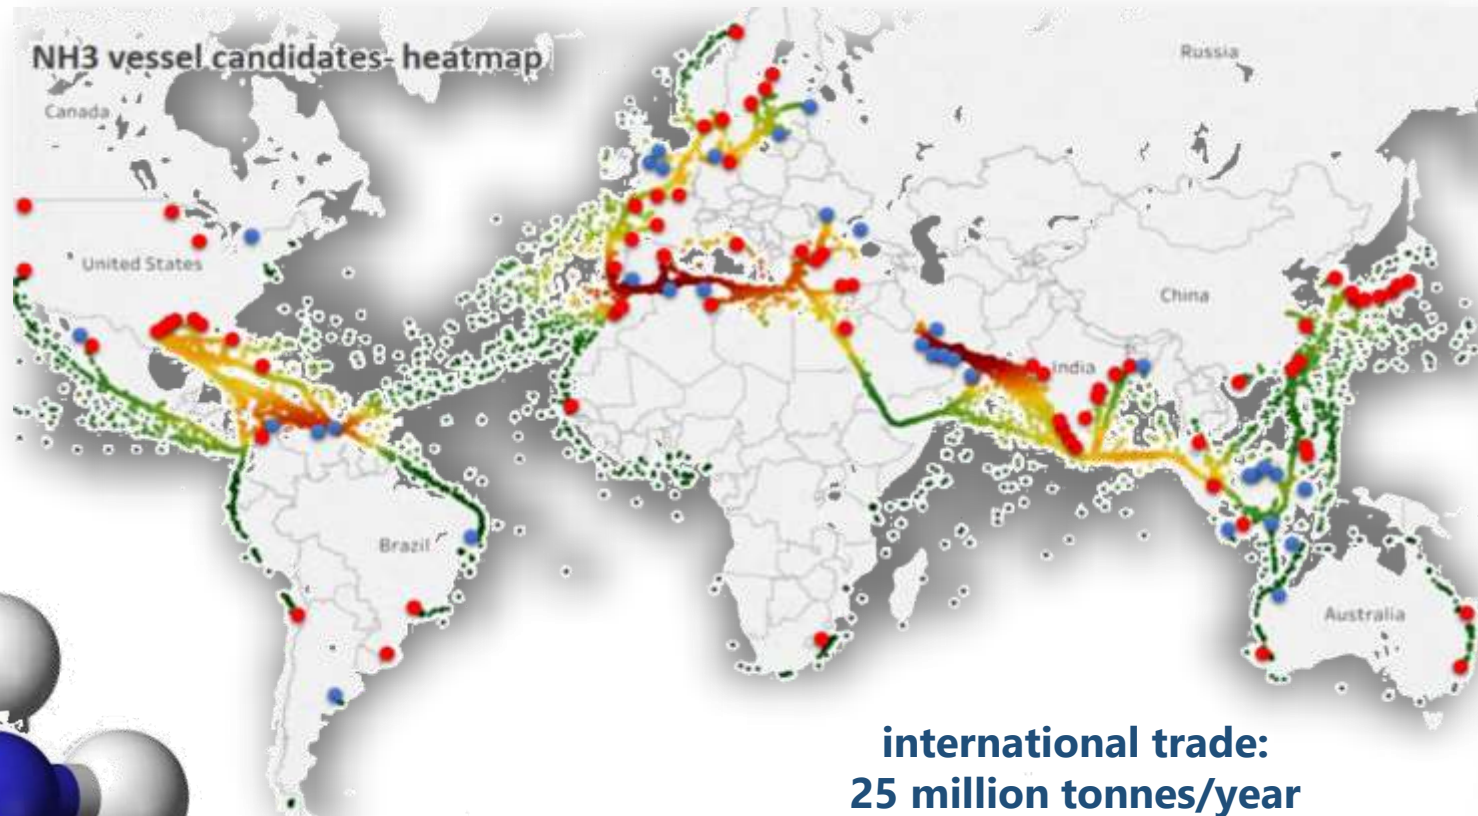 NH3 vessel candidates- heatmap
Russia
Canada
United States
China
India
Brazil
Australia
international trade:
25 million tonnes/year